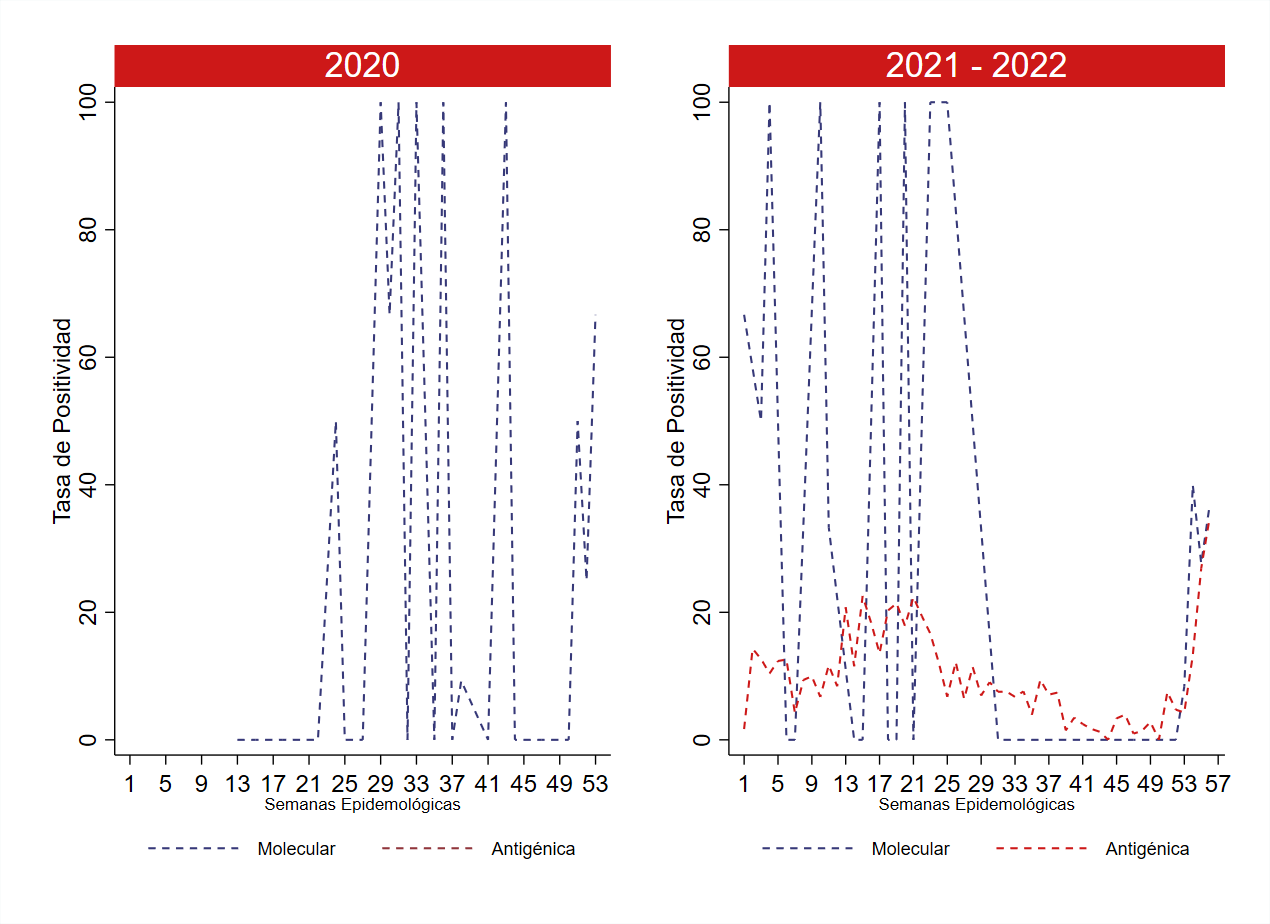 2020
100
80
60
40
20
0
Tasa de Positividad
1 5 9 13 17 21 25 29 33 37 41 45 49 53
Semanas Epidemológicas
Molecular Antigénica
2021 - 2022
100
80
60
40
20
0
Tasa de Positividad
1 5 9 13 17 21 25 29 33 37 41 45 49 53 57
Semanas Epidemológicas
Molecular Antigénica